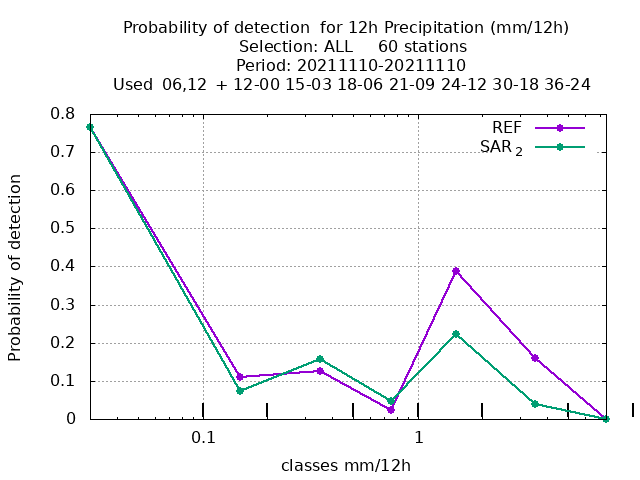 Probability of detection  for 12h Precipitation (mm/12h)
Selection: ALL     60 stations
Period: 20211110-20211110
Used  06,12  + 12-00 15-03 18-06 21-09 24-12 30-18 36-24
REF
SAR 2
0.8
0.7
0.6
0.5
0.4
0.3
0.2
0.1
0
Probability of detection
0.1
1
classes mm/12h